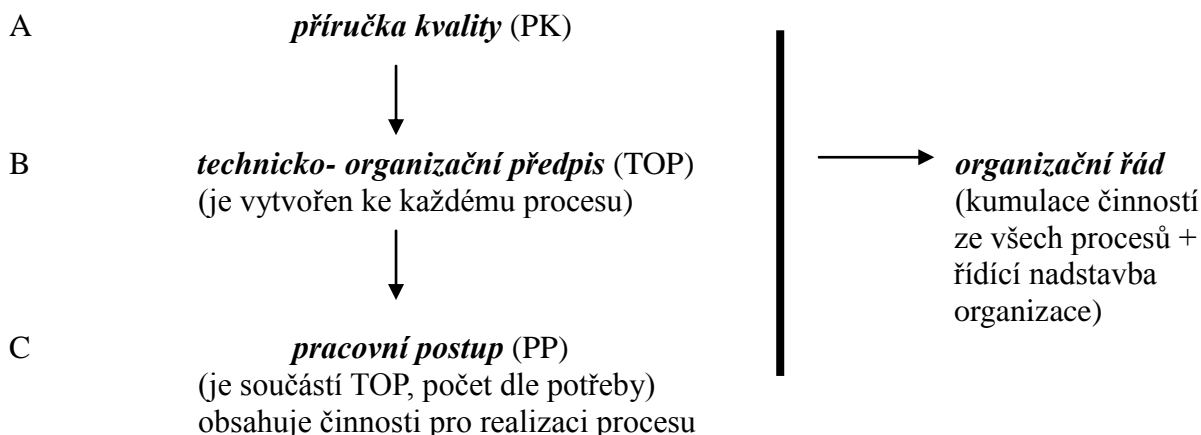 A příručka kvality (PK)
B technicko- organizační předpis (TOP)
(je vytvořen ke každému procesu)
C pracovní postup (PP)
(je součástí TOP, počet dle potřeby)
obsahuje činnosti pro realizaci procesu
organizační řád
(kumulace činností
ze všech procesů +
řídící nadstavba
organizace)